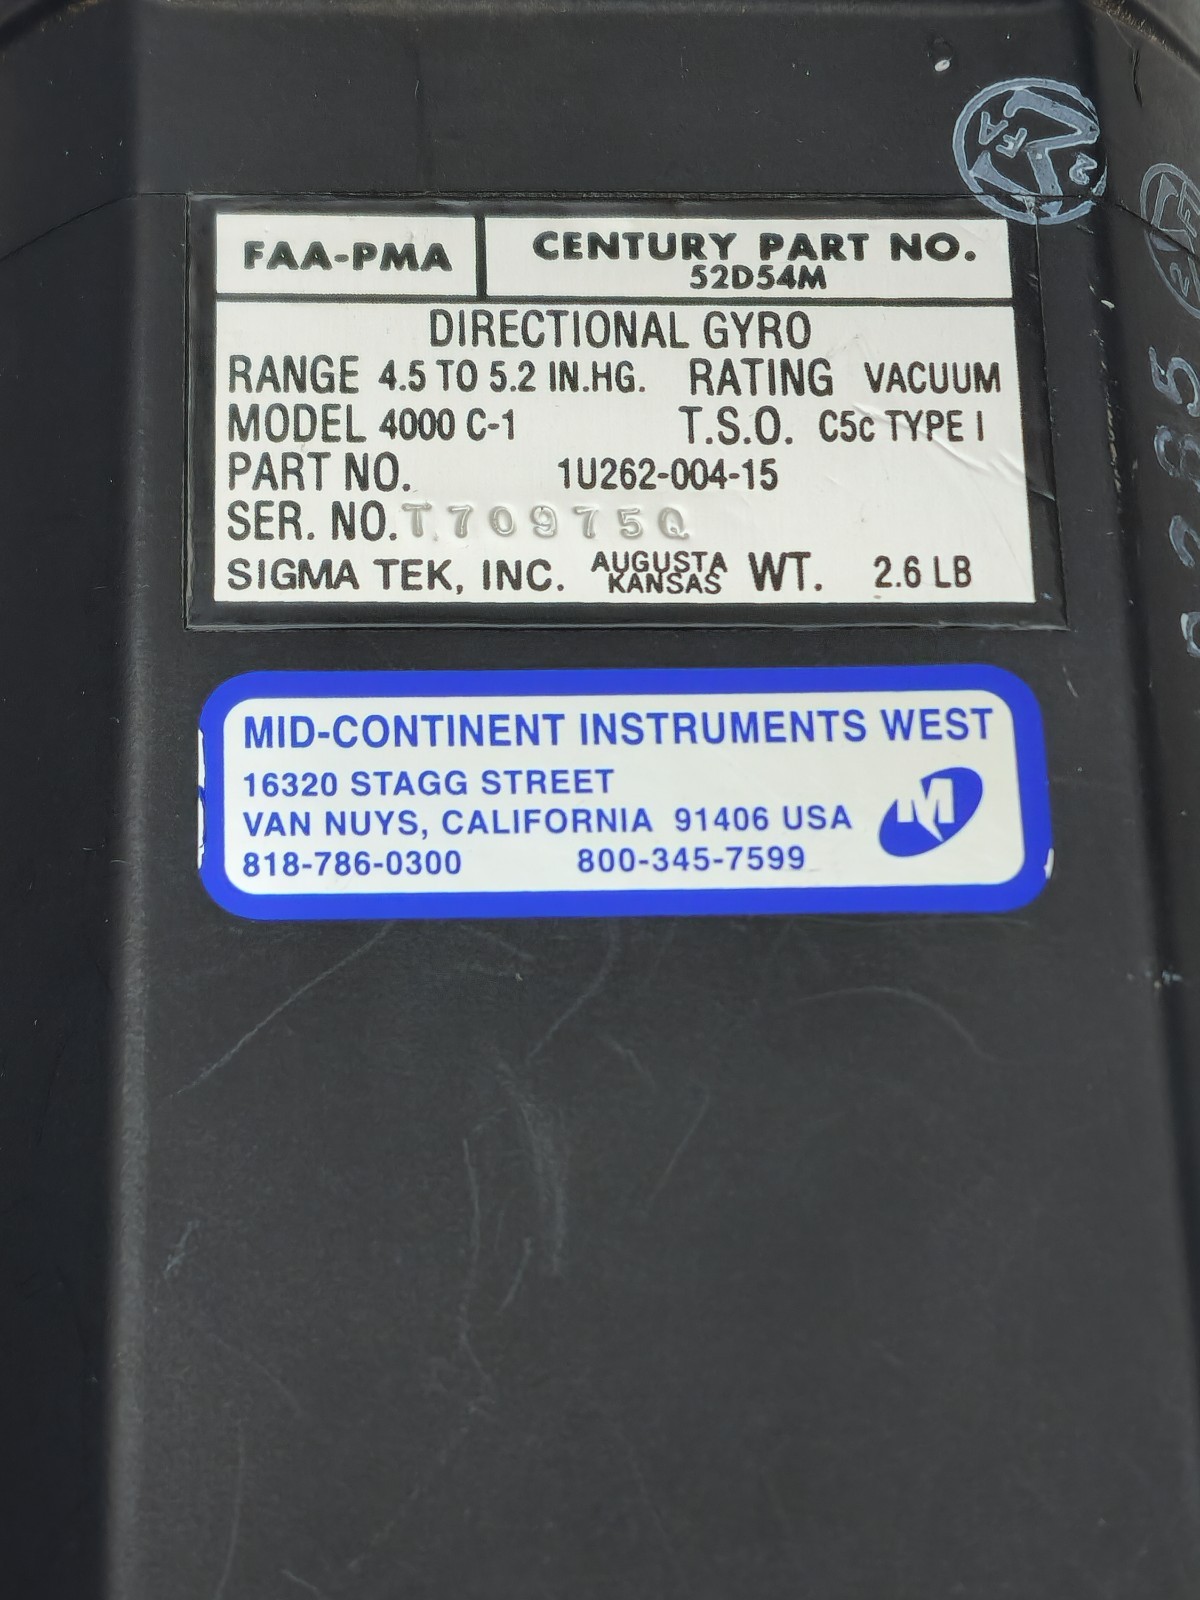 FAA-PMA
CENTURY PART NO.
52D54M
DIRECTIONAL GYRO
RANGE 4.5 TO 5.2 IN.HG. RATING VACUUM
MODEL 4000 C-1 T.S.O. C5c TYPE I
PART NO. 1U262-004-15
SER. NO. T70975Q
SIGMA TEK, INC. AUGUSTA KANSAS WT. 2.6 LB
MID-CONTINENT INSTRUMENTS WEST
16320 STAGG STREET
VAN NUYS, CALIFORNIA 91406 USA
M
818-786-0300 800-345-7599
FA
2